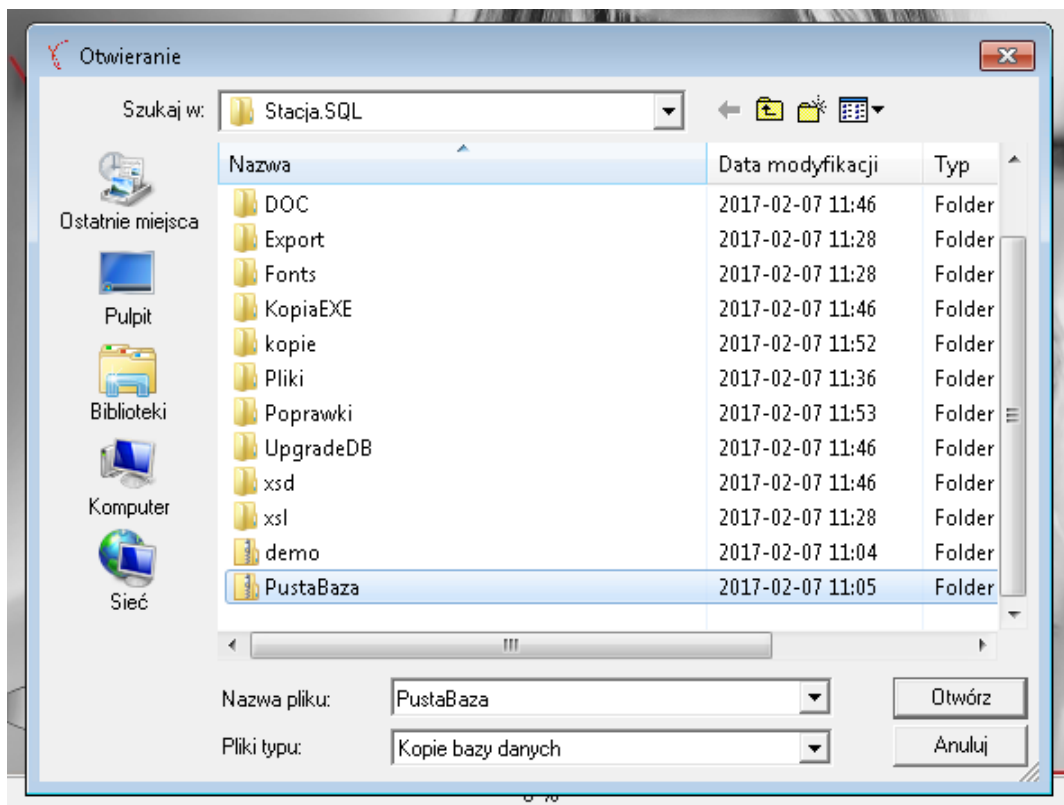 Otwieranie
Szukaj w: Stacja.SQL
Nazwa Data modyfikacji Typ
Ostatnie miejsca
Pulpit
Biblioteki
Komputer
Sieć
DOC 2017-02-07 11:46 Folder
Export 2017-02-07 11:28 Folder
Fonts 2017-02-07 11:28 Folder
KopiaEXE 2017-02-07 11:46 Folder
kopie 2017-02-07 11:52 Folder
Pliki 2017-02-07 11:36 Folder
Poprawki 2017-02-07 11:53 Folder
UpgradeDB 2017-02-07 11:46 Folder
xsd 2017-02-07 11:46 Folder
xsl 2017-02-07 11:28 Folder
demo 2017-02-07 11:04 Folder
PustaBaza 2017-02-07 11:05 Folder
Nazwa pliku: PustaBaza Otwórz
Pliki typu: Kopie bazy danych Anuluj